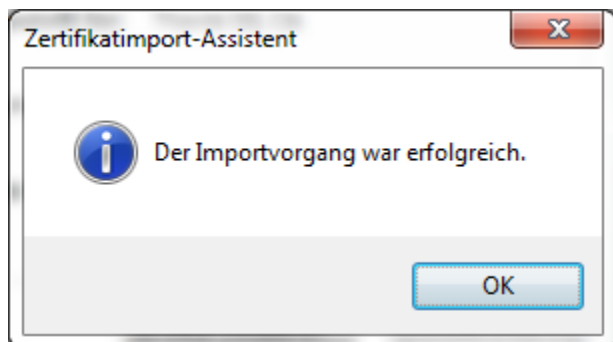 Zertifikatimport-Assistent
Der Importvorgang war erfolgreich.
OK